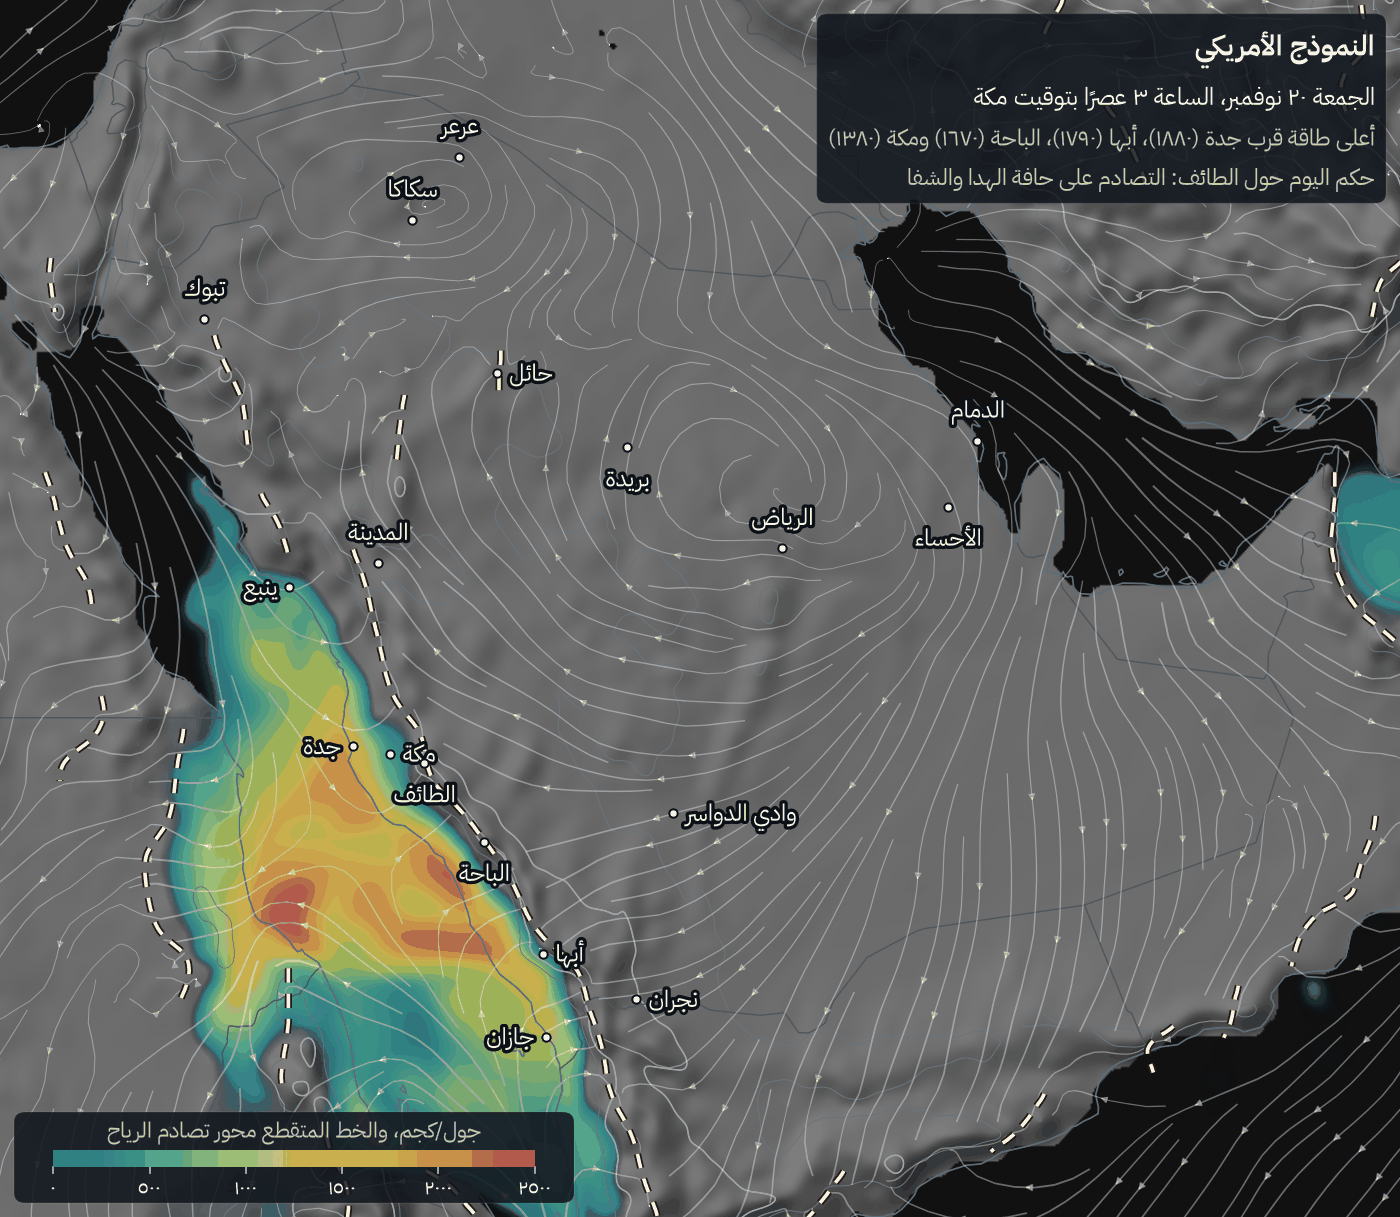 النموذج الأمريكي
الجمعة ٢٠ نوفمبر، الساعة ٣ عصرًا بتوقيت مكة
أعلى طاقة قرب جدة (١٨٨٠)، أبها (١٧٩٠)، الباحة (١٦٧٠) ومكة (١٣٨٠)
حكم اليوم حول الطائف: التصادم على حافة الهدا والشفا
عرعر
سكاكا
تبوك
حائل
الدمام
بريدة
الرياض
الأحساء
المدينة
ينبع
جدة
مكة
الطائف
وادي الدواسر
الباحة
أبها
نجران
جازان
جول/كجم، والخط المتقطع محور تصادم الرياح
٠ ٥٠٠ ١٠٠٠ ١٥٠٠ ٢٠٠٠ ٢٥٠٠